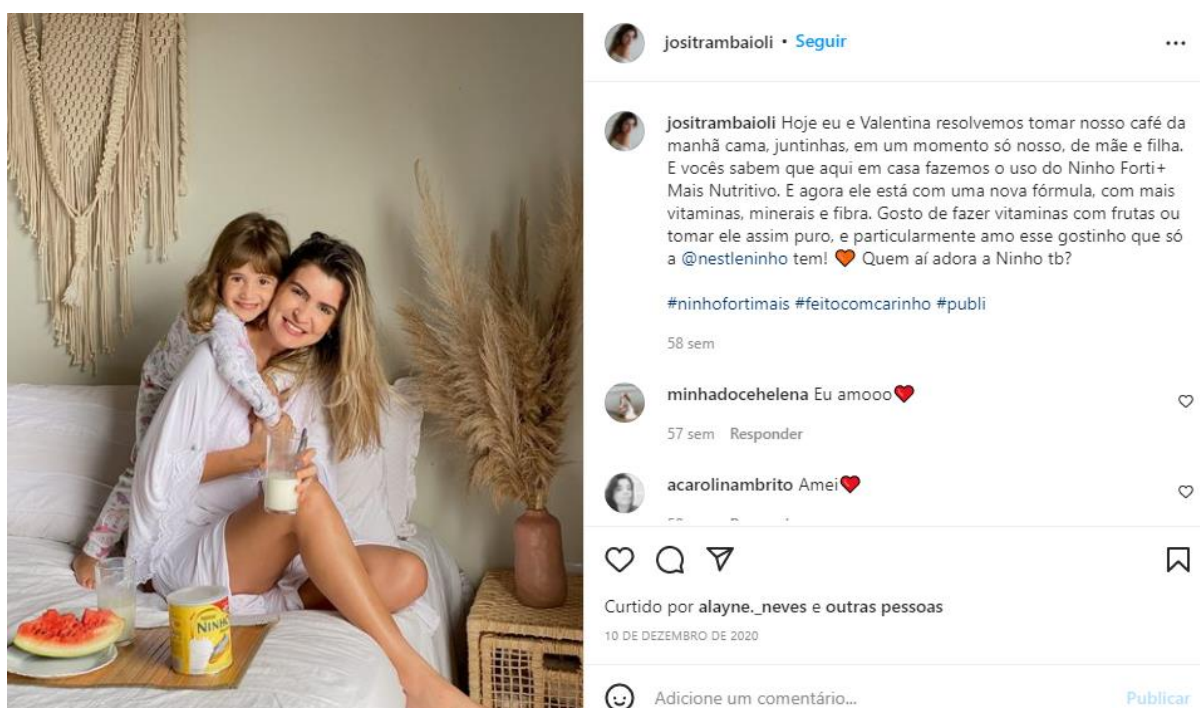 jositrambaioli • Seguir
jositrambaioli Hoje eu e Valentina resolvemos tomar nosso café da
manhã cama, juntinhas, em um momento só nosso, de mãe e filha.
E vocês sabem que aqui em casa fazemos o uso do Ninho Forti+
Mais Nutritivo. E agora ele está com uma nova fórmula, com mais
vitaminas, minerais e fibra. Gosto de fazer vitaminas com frutas ou
tomar ele assim puro, e particularmente amo esse gostinho que só
a @nestleninho tem! 🧡 Quem aí adora a Ninho tb?
#ninhofortimais #feitocomcarinho #publi
58 sem
minhadocehelena Eu amooo❤️
57 sem Responder
acarolinambrito Amei❤️
Curtido por alayne._neves e outras pessoas
10 DE DEZEMBRO DE 2020
Adicione um comentário...
Publicar
NINHO